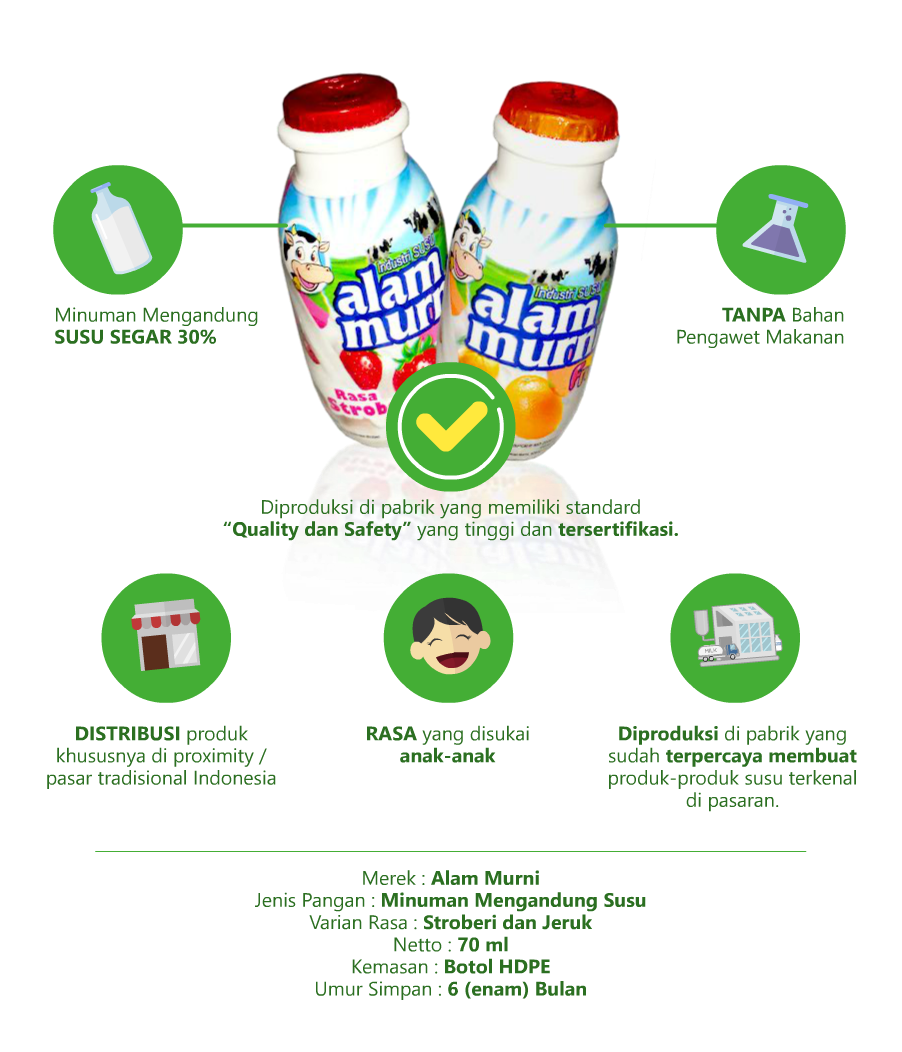 Industri SUSU
alam
murni
Rasa
Strob
Industri SUSU
alam
murni
Fr
Minuman Mengandung
SUSU SEGAR 30%
TANPA Bahan
Pengawet Makanan
Diproduksi di pabrik yang memiliki standard
“Quality dan Safety” yang tinggi dan tersertifikasi.
MILK
DISTRIBUSI produk
khususnya di proximity /
pasar tradisional Indonesia
RASA yang disukai
anak-anak
Diproduksi di pabrik yang
sudah terpercaya membuat
produk-produk susu terkenal
di pasaran.
Merek : Alam Murni
Jenis Pangan : Minuman Mengandung Susu
Varian Rasa : Stroberi dan Jeruk
Netto : 70 ml
Kemasan : Botol HDPE
Umur Simpan : 6 (enam) Bulan